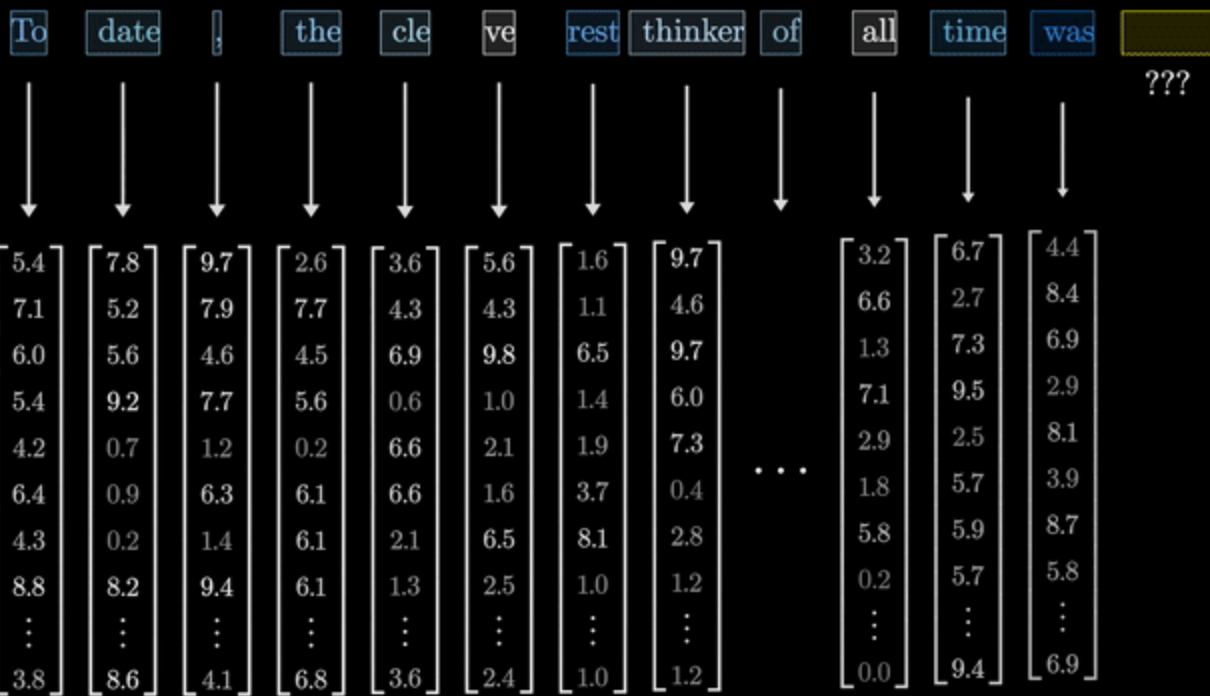 To date , the cle ve rest thinker of all time was
???
5.4 7.8 9.7 2.6 3.6 5.6 1.6 9.7 3.2 6.7 4.4
7.1 5.2 7.9 7.7 4.3 4.3 1.1 4.6 6.6 2.7 8.4
6.0 5.6 4.6 4.5 6.9 9.8 6.5 9.7 1.3 7.3 6.9
5.4 9.2 7.7 5.6 0.6 1.0 1.4 6.0 7.1 9.5 2.9
4.2 0.7 1.2 0.2 6.6 2.1 1.9 7.3 ... 2.9 2.5 8.1
6.4 0.9 6.3 6.1 6.6 1.6 3.7 0.4 1.8 5.7 3.9
4.3 0.2 1.4 6.1 2.1 6.5 8.1 2.8 5.8 5.9 8.7
8.8 8.2 9.4 6.1 1.3 2.5 1.0 1.2 0.2 5.7 5.8
⋮ ⋮ ⋮ ⋮ ⋮ ⋮ ⋮ ⋮ ⋮ ⋮ ⋮
3.8 8.6 4.1 6.8 3.6 2.4 1.0 1.2 0.0 9.4 6.9